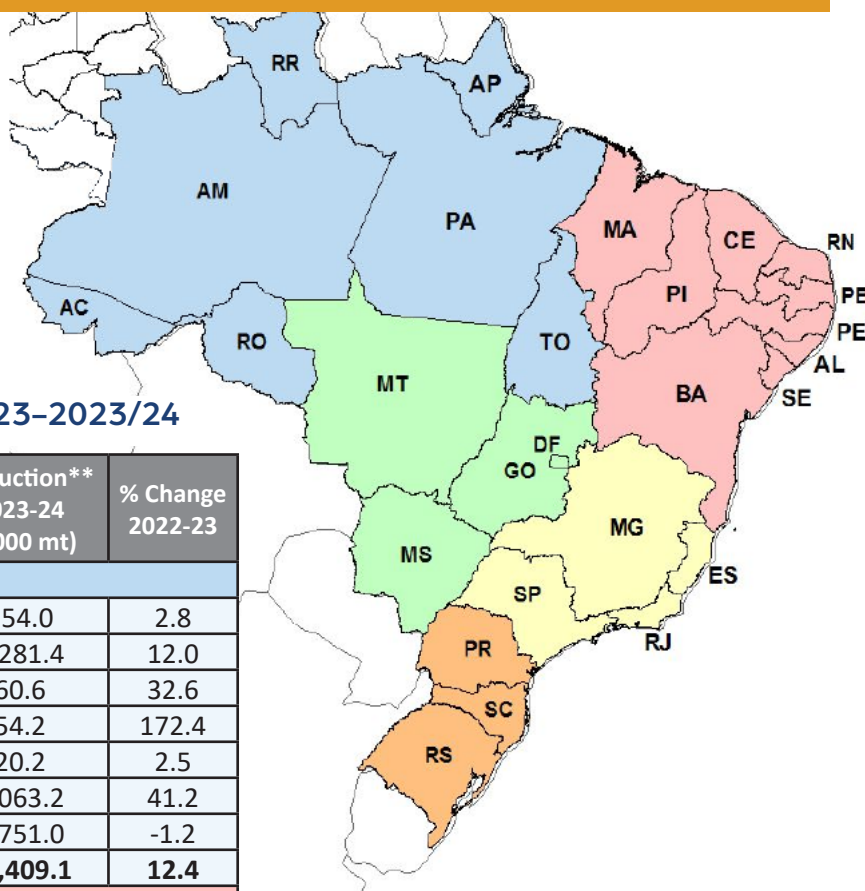 RR
AP
AM
PA
MA
CE
RN
PI
PE
AC
RO
TO
PE
AL
MT
BA
SE
DF
GO
MG
MS
ES
SP
RJ
PR
SC
RS
23–2023/24
uction**
023-24
000 mt)
% Change
2022-23
54.0 2.8
281.4 12.0
60.6 32.6
54.2 172.4
20.2 2.5
063.2 41.2
751.0 -1.2
,409.1 12.4